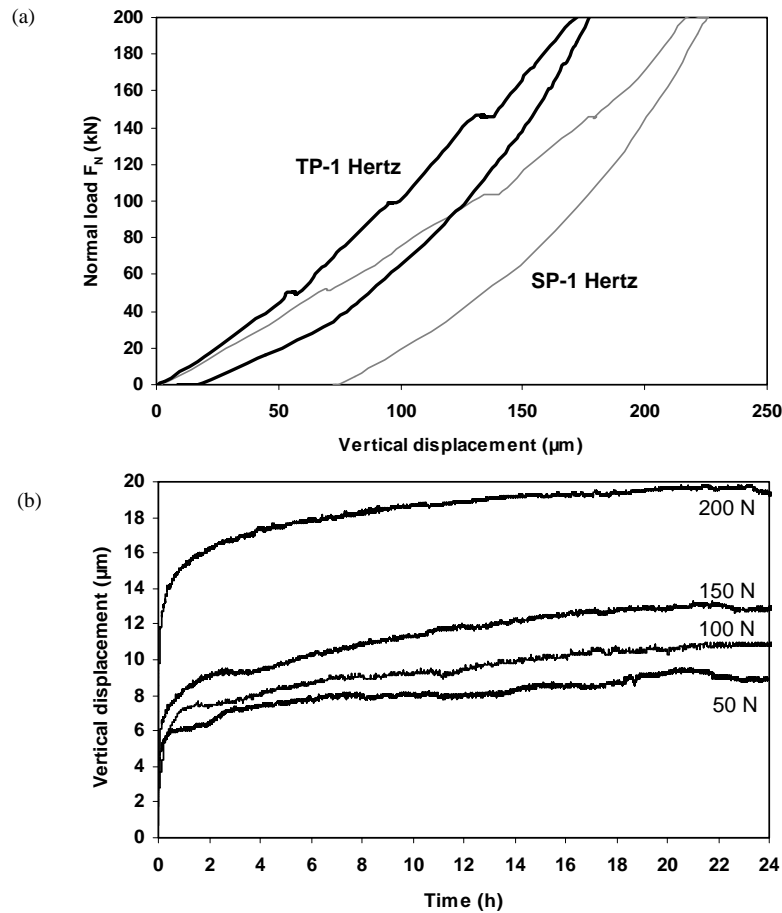 (a)
200
180
160
140
120
100
80
60
40
20
0
Normal load FN (kN)
TP-1 Hertz
SP-1 Hertz
0 50 100 150 200 250
Vertical displacement (µm)
(b)
20
18
16
14
12
10
8
6
4
2
0
Vertical displacement (µm)
200 N
150 N
100 N
50 N
0 2 4 6 8 10 12 14 16 18 20 22 24
Time (h)